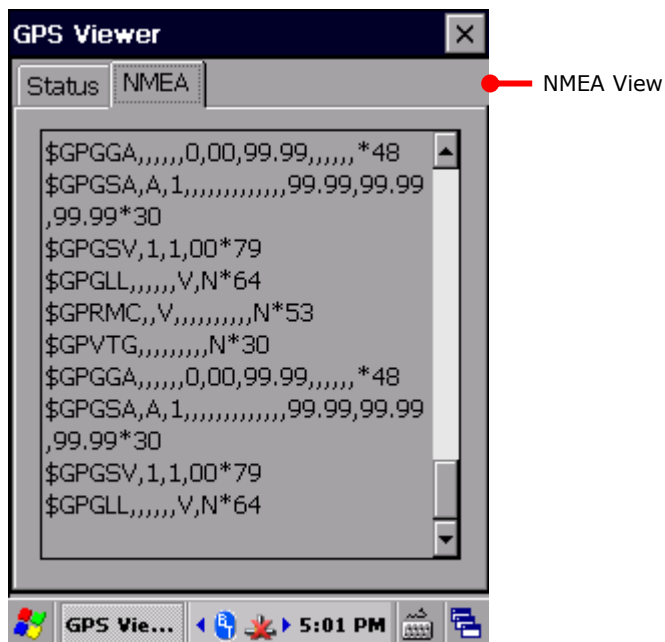 GPS Viewer
Status NMEA
NMEA View
$GPGGA,,,,,,0,00,99.99,,,,,,*48
$GPGSA,A,1,,,,,,,,,,,,,99.99,99.99
,99.99*30
$GPGSV,1,1,00*79
$GPGLL,,,,,,V,N*64
$GPRMC,,V,,,,,,,,,,N*53
$GPVTG,,,,,,,,,N*30
$GPGGA,,,,,,0,00,99.99,,,,,,*48
$GPGSA,A,1,,,,,,,,,,,,,99.99,99.99
,99.99*30
$GPGSV,1,1,00*79
$GPGLL,,,,,,V,N*64
GPS Vie... 5:01 PM